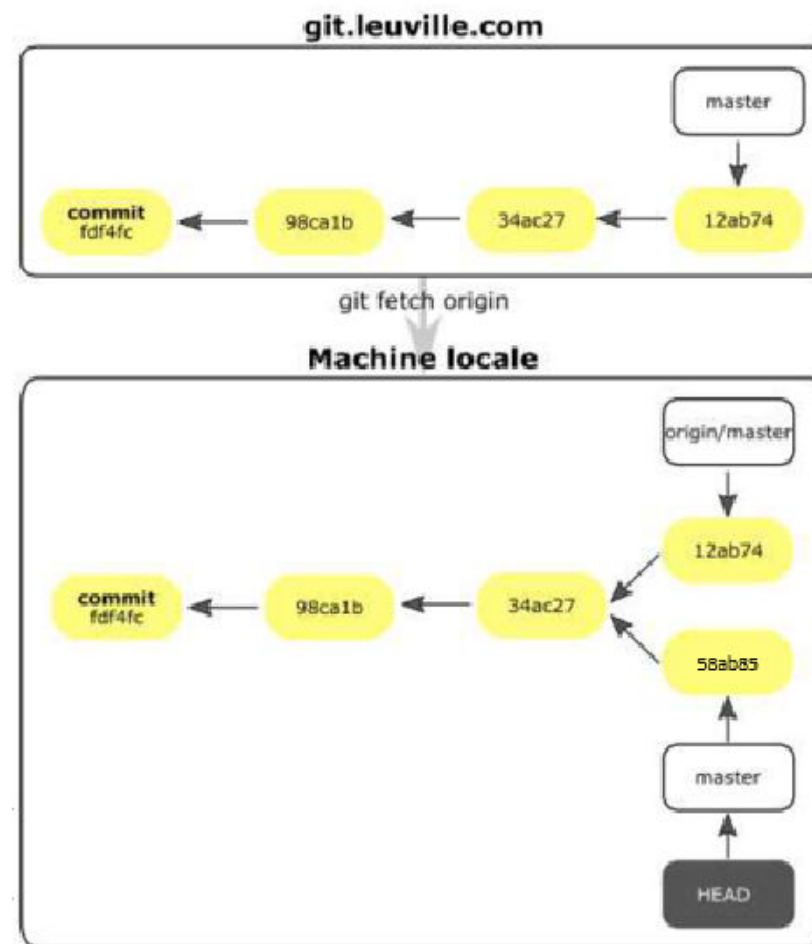 git.leuville.com
master
commit
fdf4fc
98ca1b
34ac27
12ab74
git fetch origin
Machine locale
origin/master
12ab74
commit
fdf4fc
98ca1b
34ac27
58ab85
master
HEAD